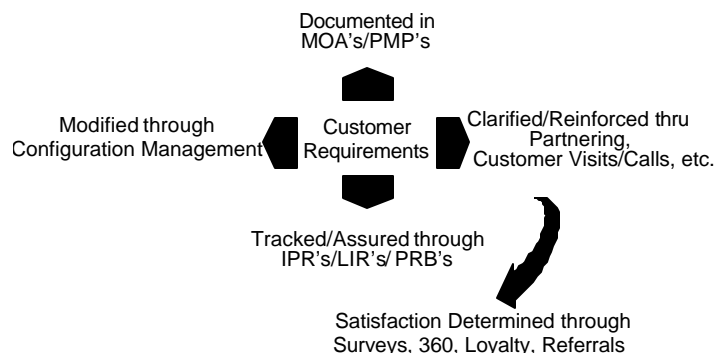 Documented in
MOA's/PMP's
Modified through
Configuration Management
Customer
Requirements
Clarified/Reinforced thru
Partnering,
Customer Visits/Calls, etc.
Tracked/Assured through
IPR's/LIR's/ PRB's
Satisfaction Determined through
Surveys, 360, Loyalty, Referrals